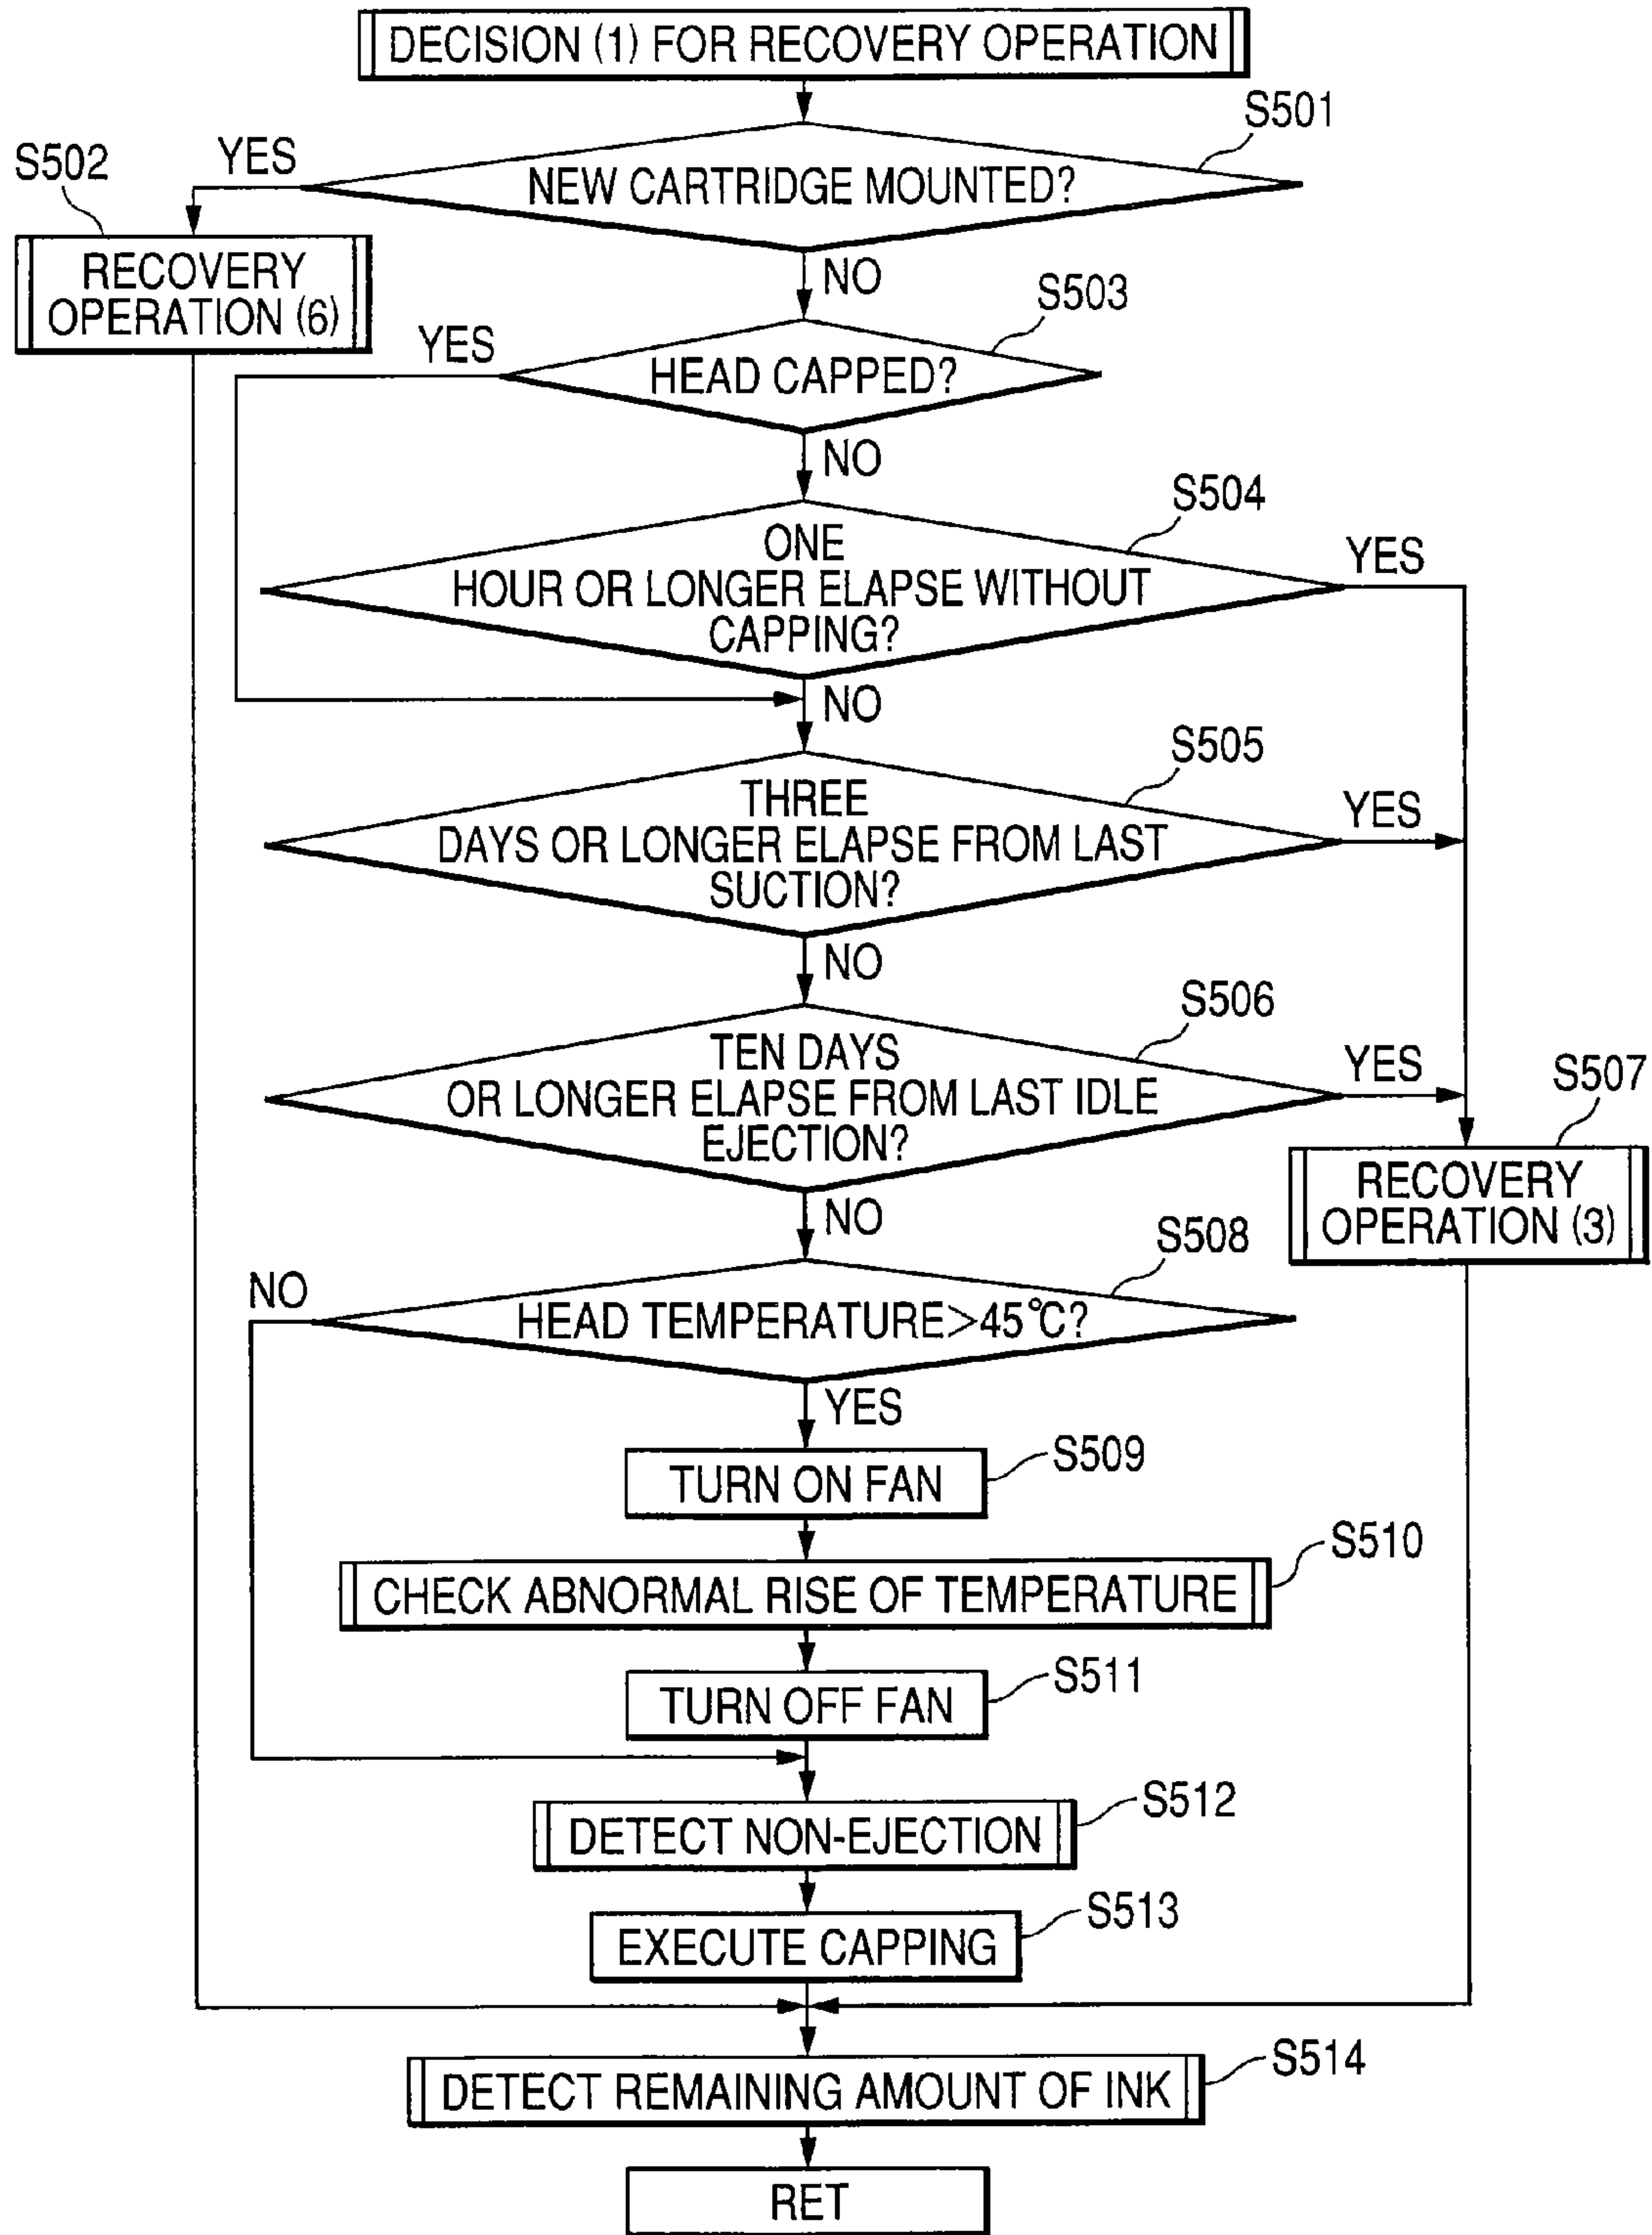 DECISION (1) FOR RECOVERY OPERATION
S501
YES
S502
NEW CARTRIDGE MOUNTED?
RECOVERY
OPERATION (6)
NO
S503
YES
HEAD CAPPED?
NO
S504
ONE
HOUR OR LONGER ELAPSE WITHOUT
CAPPING?
YES
NO
S505
THREE
DAYS OR LONGER ELAPSE FROM LAST
SUCTION?
YES
NO
S506
TEN DAYS
OR LONGER ELAPSE FROM LAST IDLE
EJECTION?
YES
S507
RECOVERY
OPERATION (3)
NO
S508
NO
HEAD TEMPERATURE>45°C?
YES
S509
TURN ON FAN
S510
CHECK ABNORMAL RISE OF TEMPERATURE
S511
TURN OFF FAN
S512
DETECT NON-EJECTION
S513
EXECUTE CAPPING
S514
DETECT REMAINING AMOUNT OF INK
RET